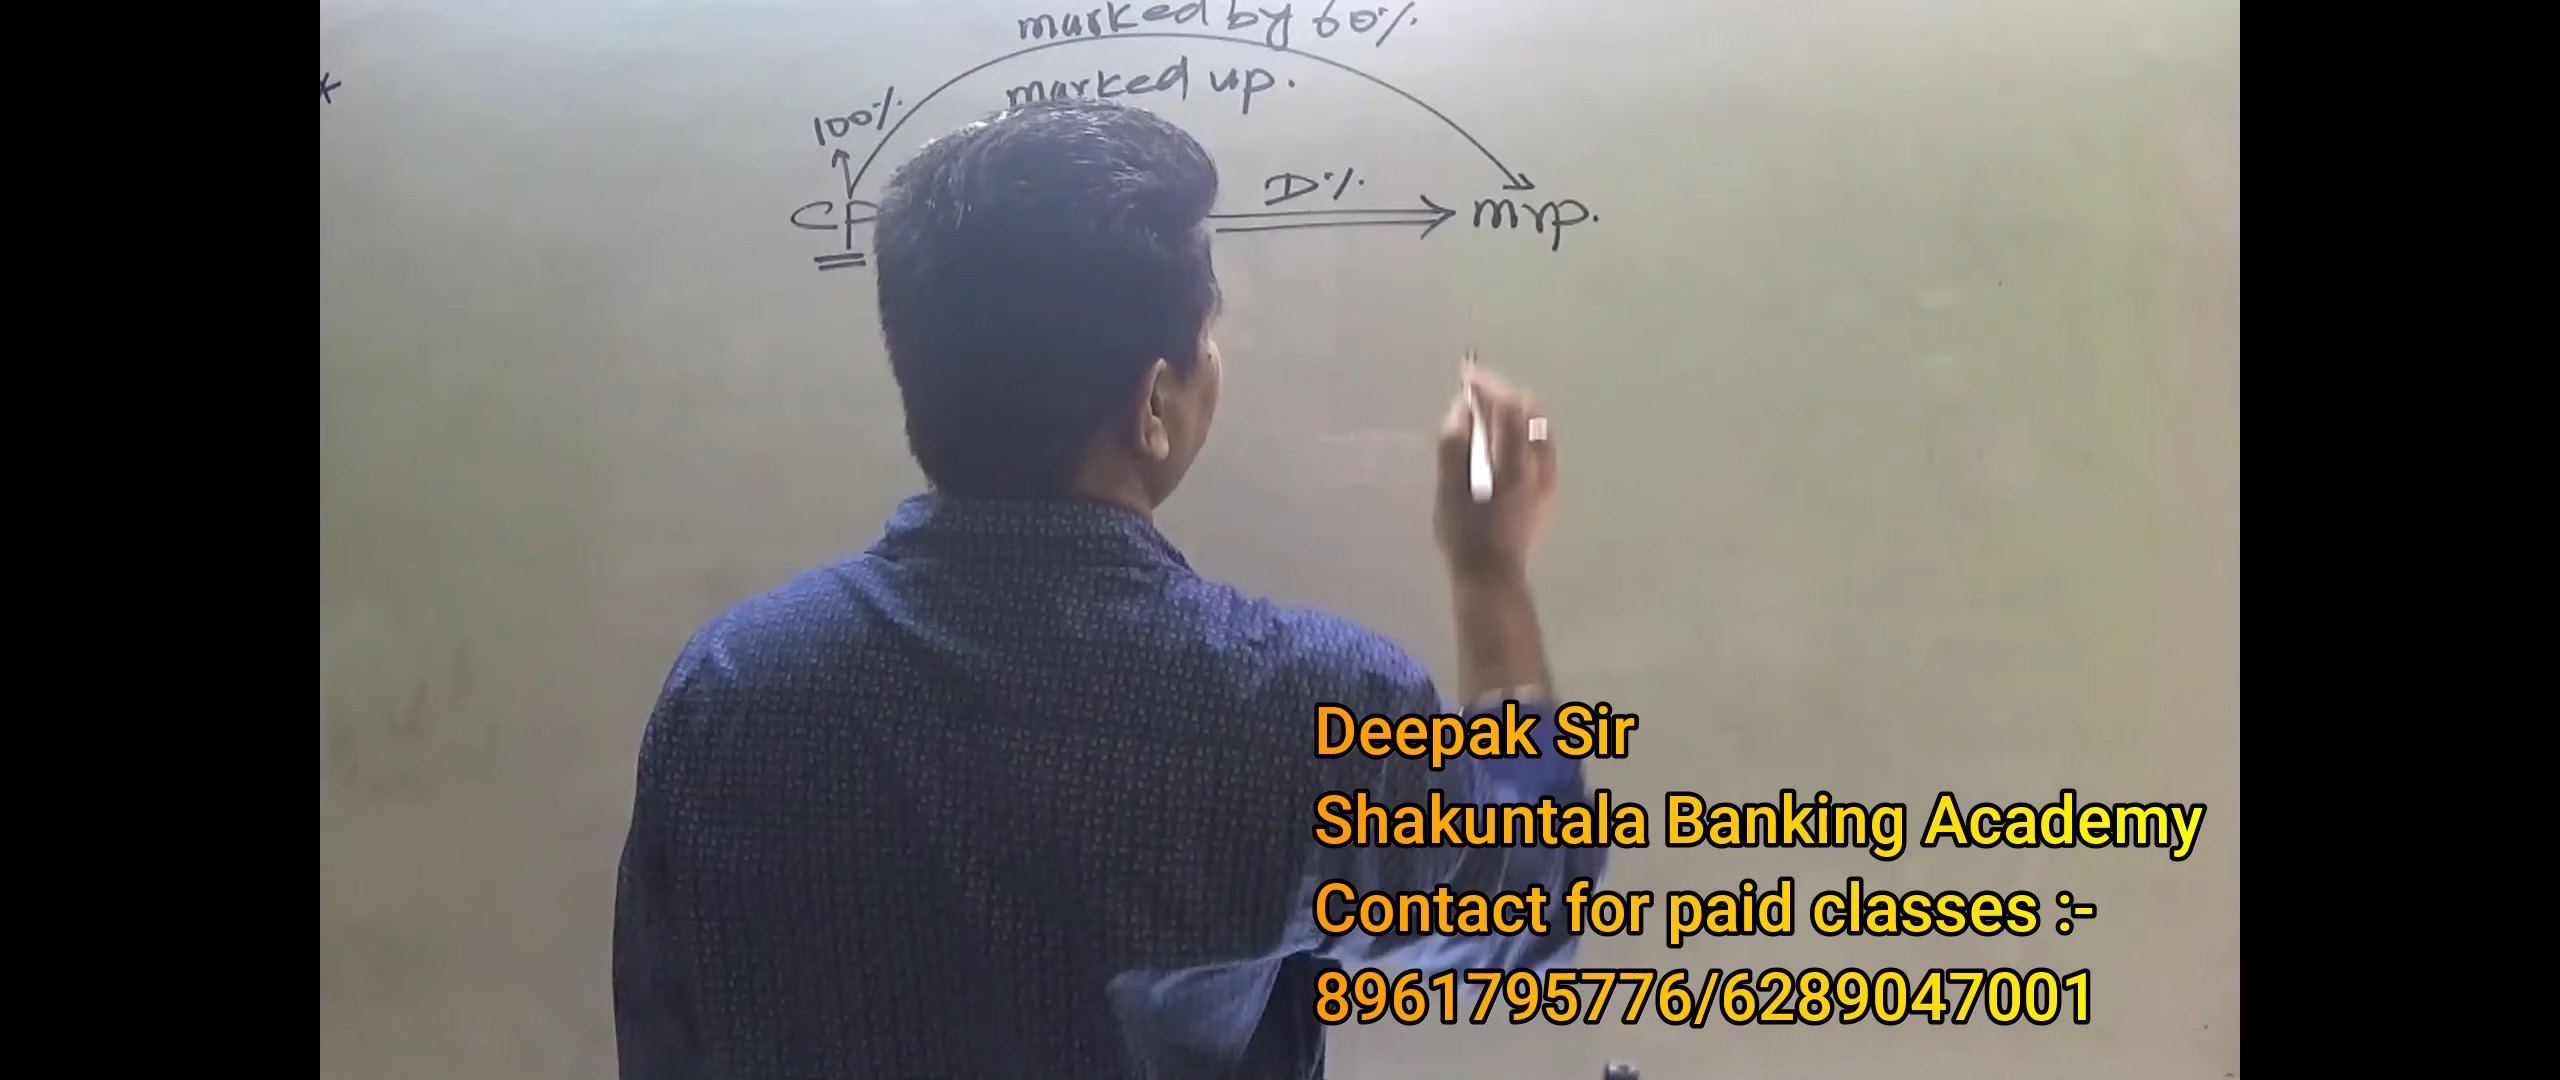 marked by 60%
marked up.
100%
CP
D%
mrp.
Deepak Sir
Shakuntala Banking Academy
Contact for paid classes :-
8961795776/6289047001